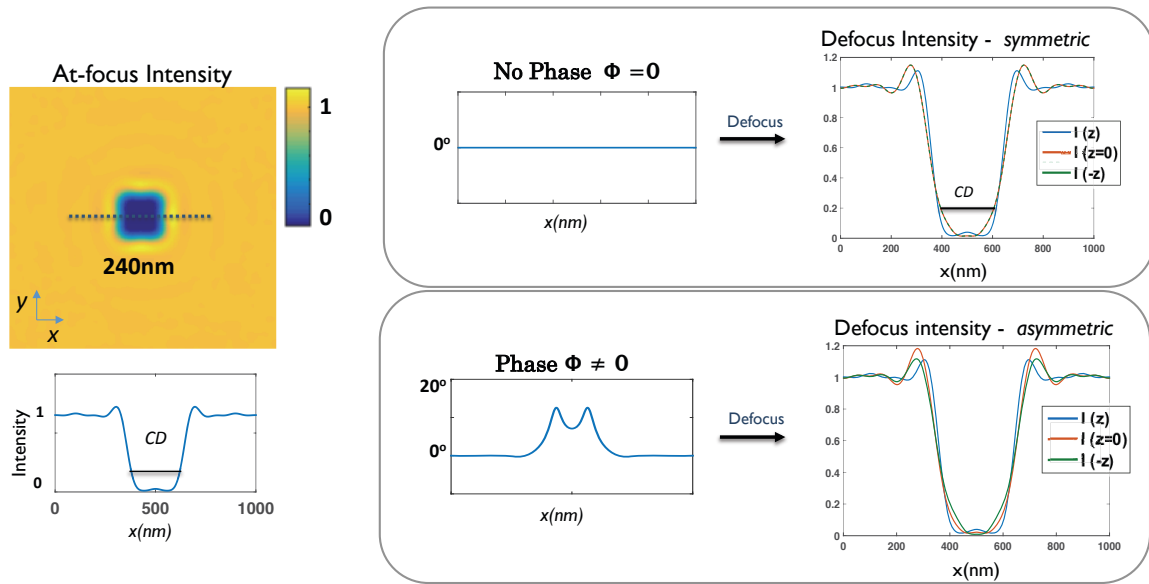 At-focus Intensity
1
0
240nm
y
x
Intensity
1
0
CD
0
500
1000
x(nm)
No Phase Φ =0
0º
x(nm)
Defocus
Defocus Intensity - symmetric
1.2
1
0.8
0.6
0.4
0.2
0
CD
I (z)
I (z=0)
I (-z)
0 200 400 600 800 1000
x(nm)
Phase Φ ≠ 0
20º
0º
x(nm)
Defocus
Defocus intensity - asymmetric
1.2
1
0.8
0.6
0.4
0.2
0
I (z)
I (z=0)
I (-z)
0 200 400 600 800 1000
x(nm)